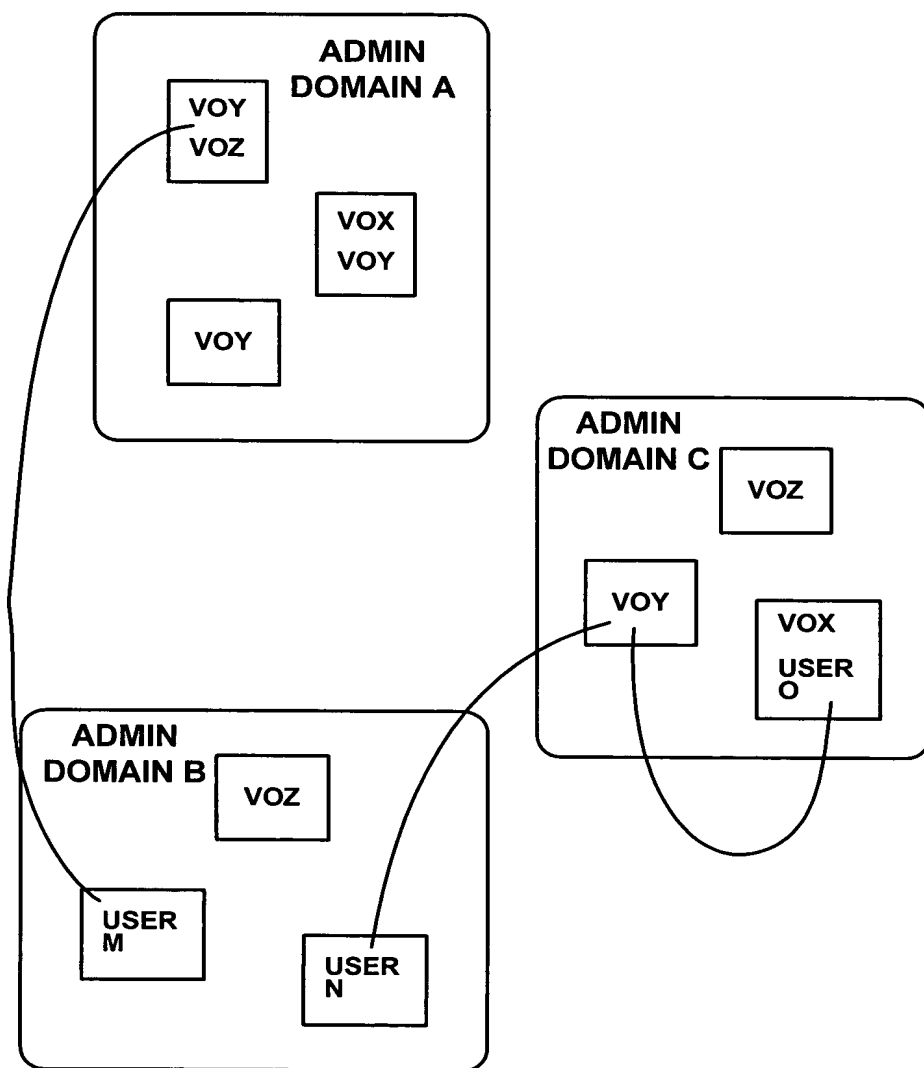 ADMIN
DOMAIN A
VOY
VOZ
VOX
VOY
VOY
ADMIN
DOMAIN C
VOZ
VOY
VOX
USER
O
ADMIN
DOMAIN B
VOZ
USER
M
USER
N